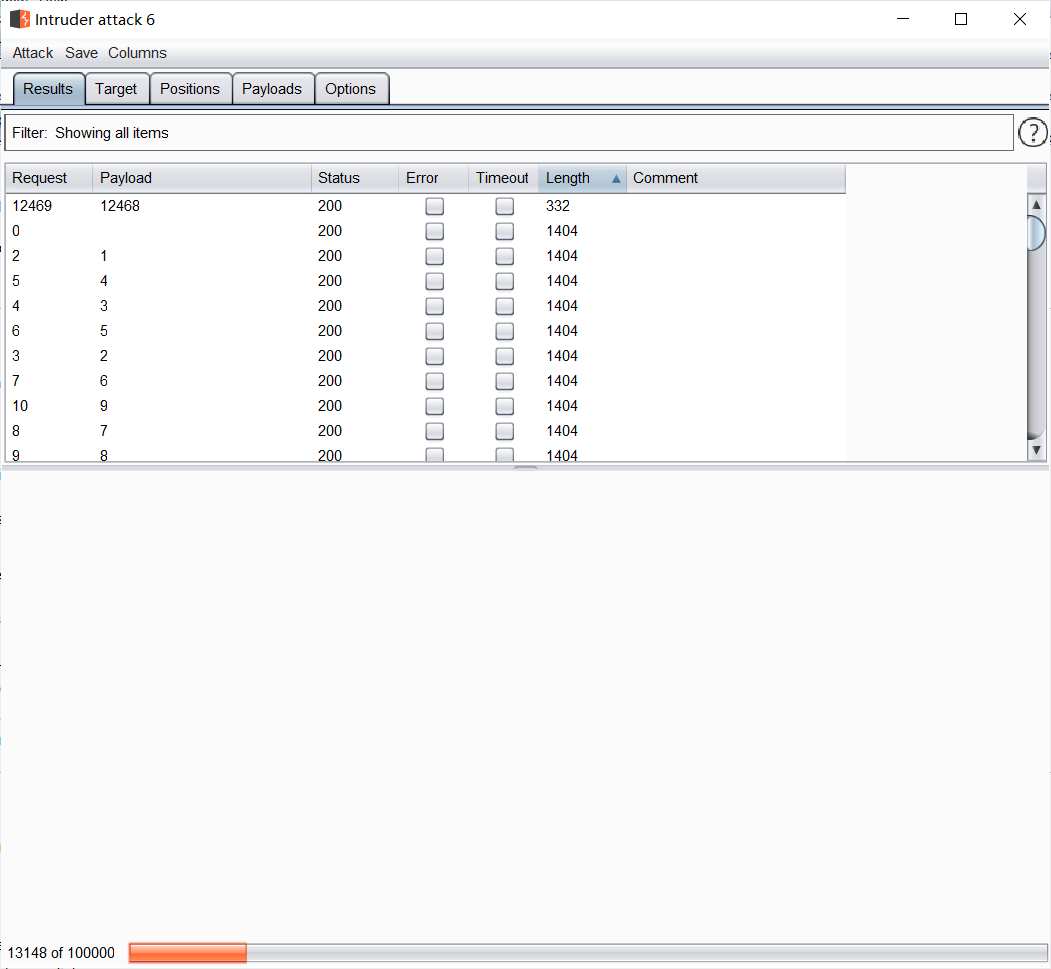 Intruder attack 6
Attack Save Columns
Results Target Positions Payloads Options
Filter: Showing all items ?
Request Payload Status Error Timeout Length Comment
12469 12468 200 332
0 200 1404
2 1 200 1404
5 4 200 1404
4 3 200 1404
6 5 200 1404
3 2 200 1404
7 6 200 1404
10 9 200 1404
8 7 200 1404
9 8 200 1404
13148 of 100000